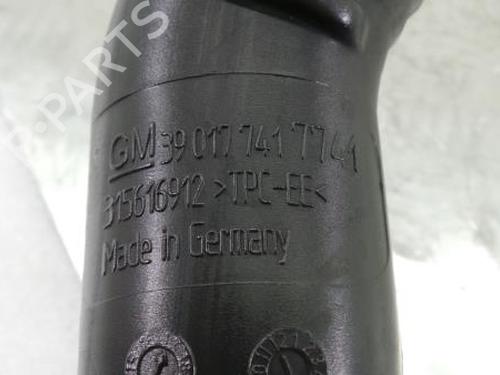 B-PARTS
GM 39 017 741 7741
315616912 >TPC-EE<
Made in Germany